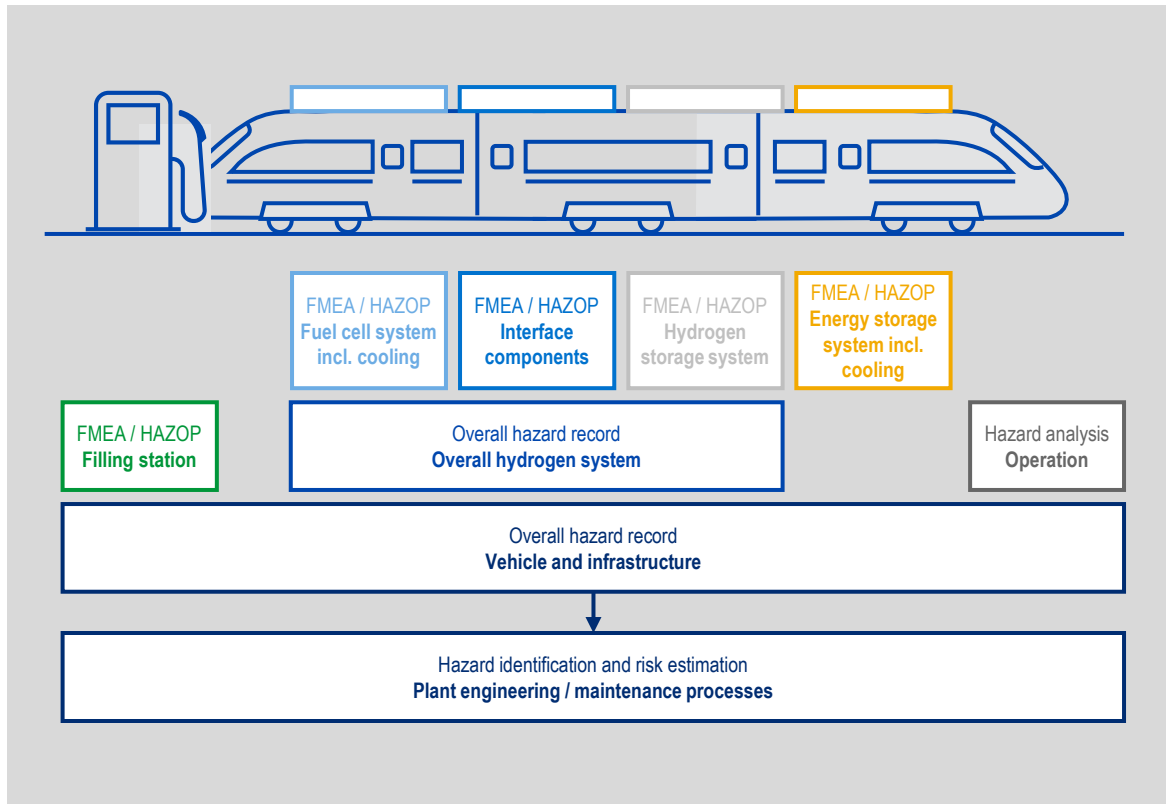 FMEA / HAZOP
Fuel cell system
incl. cooling
FMEA / HAZOP
Interface
components
FMEA / HAZOP
Hydrogen
storage system
FMEA / HAZOP
Energy storage
system incl.
cooling
FMEA / HAZOP
Filling station
Overall hazard record
Overall hydrogen system
Hazard analysis
Operation
Overall hazard record
Vehicle and infrastructure
Hazard identification and risk estimation
Plant engineering / maintenance processes